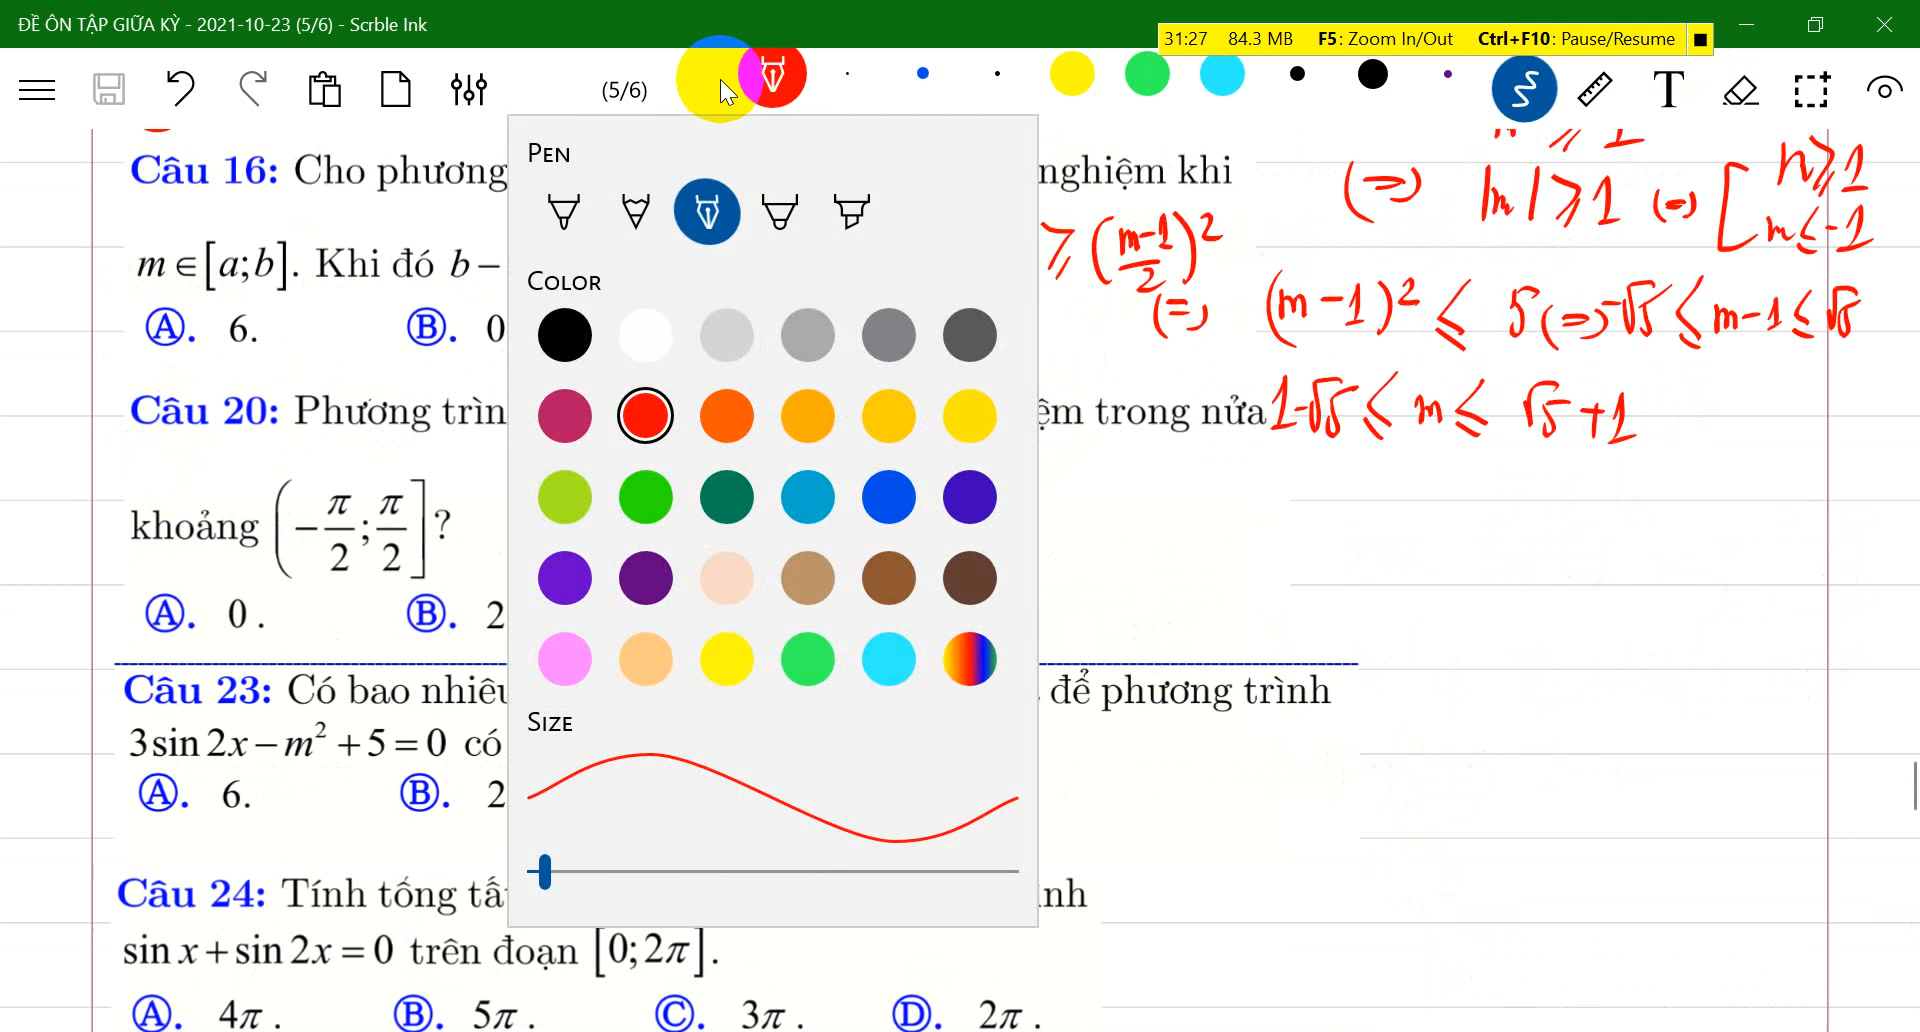 ĐỀ ÔN TẬP GIỮA KỲ - 2021-10-23 (5/6) - Scrble Ink
31:27 84.3 MB F5: Zoom In/Out Ctrl+F10: Pause/Resume
(5/6) T
PEN
COLOR
SIZE
Câu 16: Cho phương nghiệm khi
m ∈ [a;b]. Khi đó b −
Ⓐ. 6. Ⓑ. 0
≥ 1
(=) |m| ≥ 1 (=) [ m ≥ 1
m ≤ -1
≥ ((m-1)/2)²
(=) (m-1)² ≤ 5 (=) -√5 ≤ m-1 ≤ √5
1-√5 ≤ m ≤ √5+1
Câu 20: Phương trìn ệm trong nửa
khoảng (−π/2; π/2]?
Ⓐ. 0. Ⓑ. 2
Câu 23: Có bao nhiêu để phương trình
3sin2x − m² + 5 = 0 có
Ⓐ. 6. Ⓑ. 2
Câu 24: Tính tổng tấ nh
sin x + sin 2x = 0 trên đoạn [0;2π].
Ⓐ. 4π. Ⓑ. 5π. Ⓒ. 3π. Ⓓ. 2π.